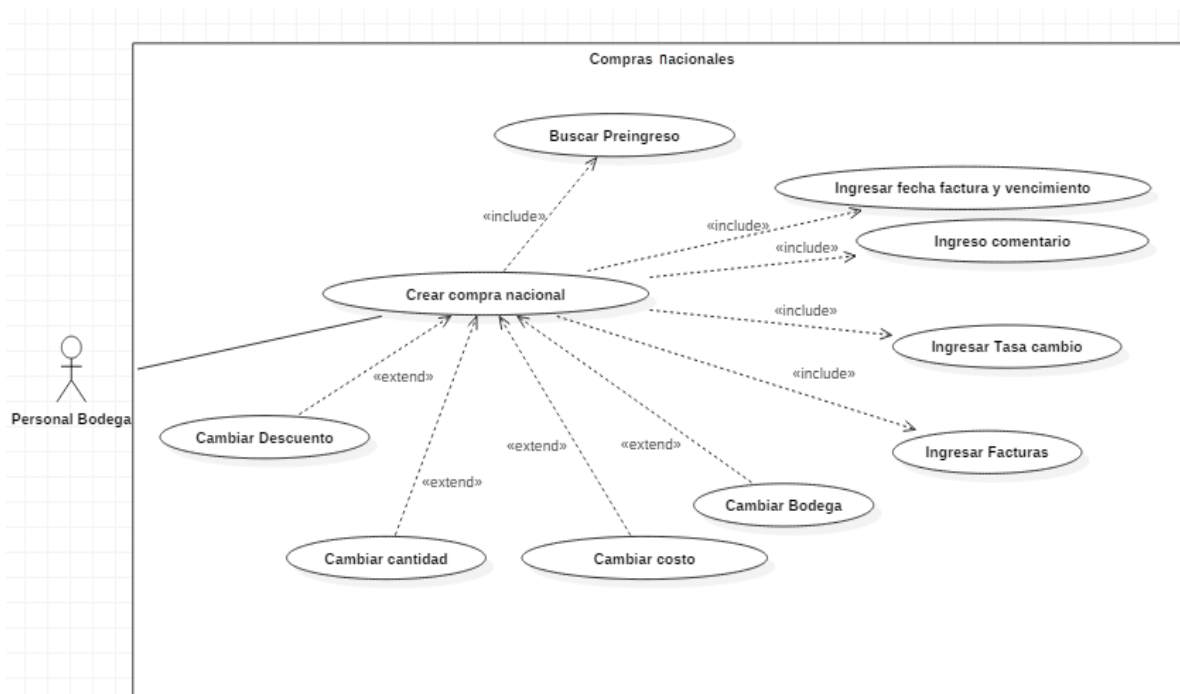 Compras nacionales
Buscar Preingreso
Ingresar fecha factura y vencimiento
«include»
«include»
Ingreso comentario
«include»
Crear compra nacional
«include»
Ingresar Tasa cambio
«include»
«extend»
Personal Bodega
Cambiar Descuento
«extend»
«extend»
Ingresar Facturas
«extend»
Cambiar Bodega
Cambiar cantidad
Cambiar costo